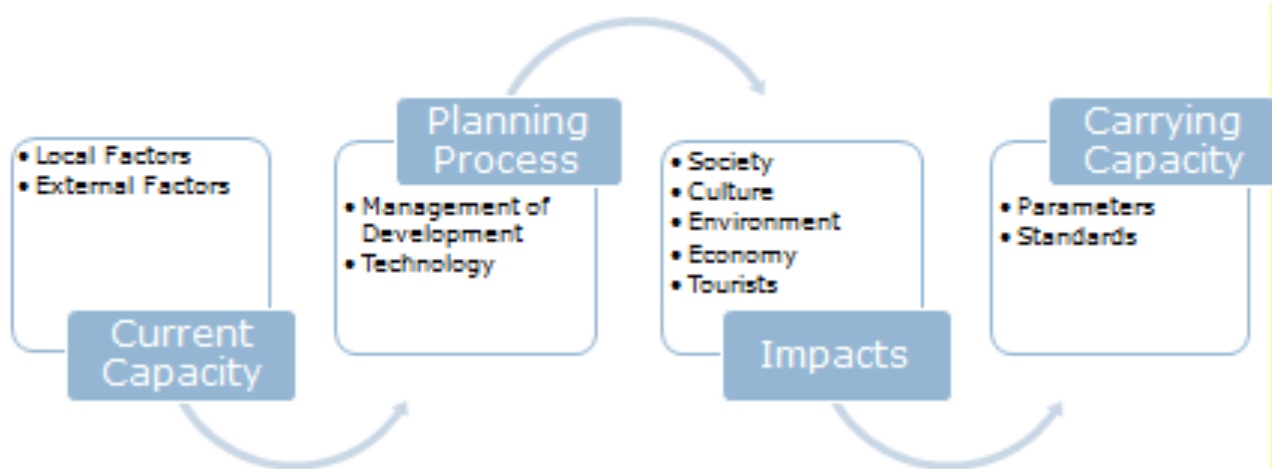 • Local Factors
• External Factors
Current
Capacity
Planning
Process
• Management of
Development
• Technology
• Society
• Culture
• Environment
• Economy
• Tourists
Impacts
Carrying
Capacity
• Parameters
• Standards